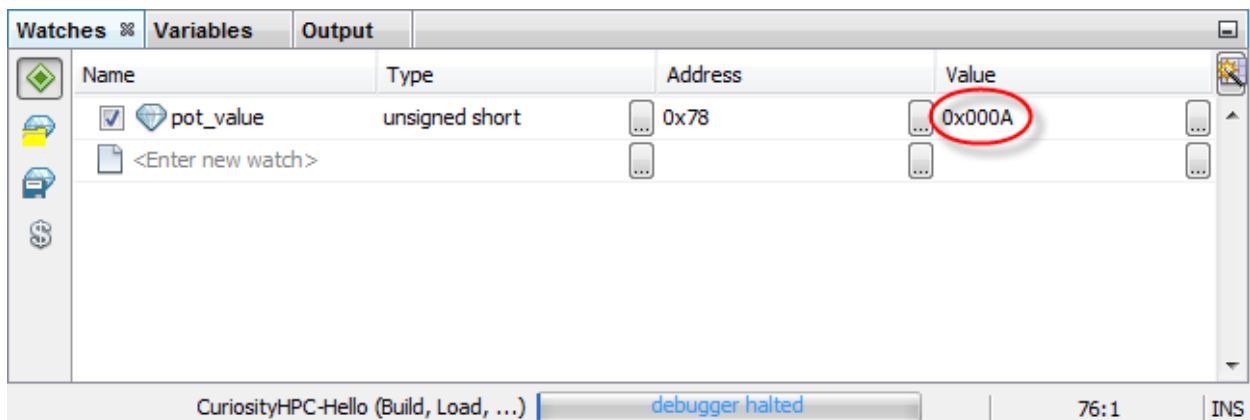 Watches Variables Output
Name Type Address Value
pot_value unsigned short ... 0x78 ... 0x000A ...
<Enter new watch> ... ... ...
CuriosityHPC-Hello (Build, Load, ...) debugger halted 76:1 INS